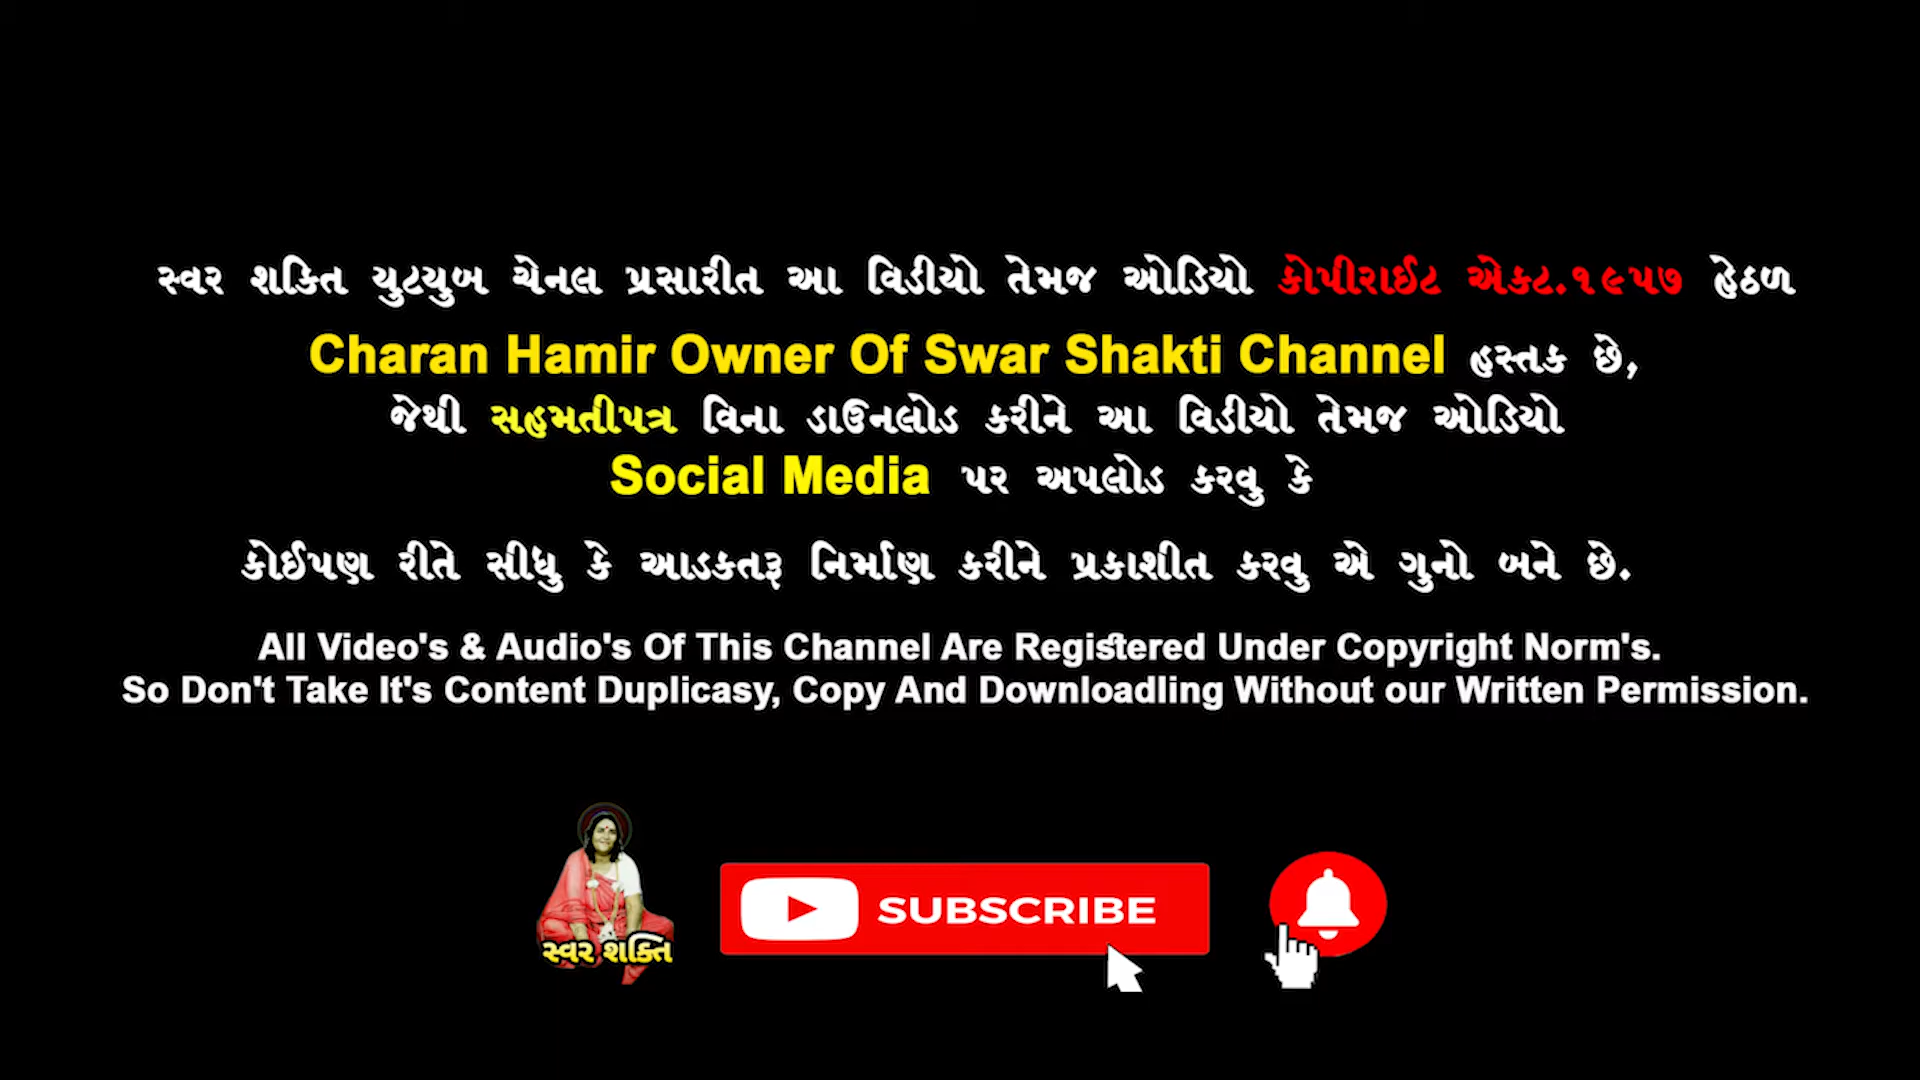 સ્વર શક્તિ યુટયુબ ચેનલ પ્રસારીત આ વિડીયો તેમજ ઓડિયો કોપીરાઈટ એકટ.૧૯૫૭ હેઠળ
Charan Hamir Owner Of Swar Shakti Channel હસ્તક છે,
જેથી સહમતીપત્ર વિના ડાઉનલોડ કરીને આ વિડીયો તેમજ ઓડિયો
Social Media પર અપલોડ કરવુ કે
કોઈપણ રીતે સીધુ કે આડકતરૂ નિર્માણ કરીને પ્રકાશીત કરવુ એ ગુનો બને છે.
All Video's & Audio's Of This Channel Are Registered Under Copyright Norm's.
So Don't Take It's Content Duplicasy, Copy And Downloadling Without our Written Permission.
સ્વર શક્તિ
SUBSCRIBE